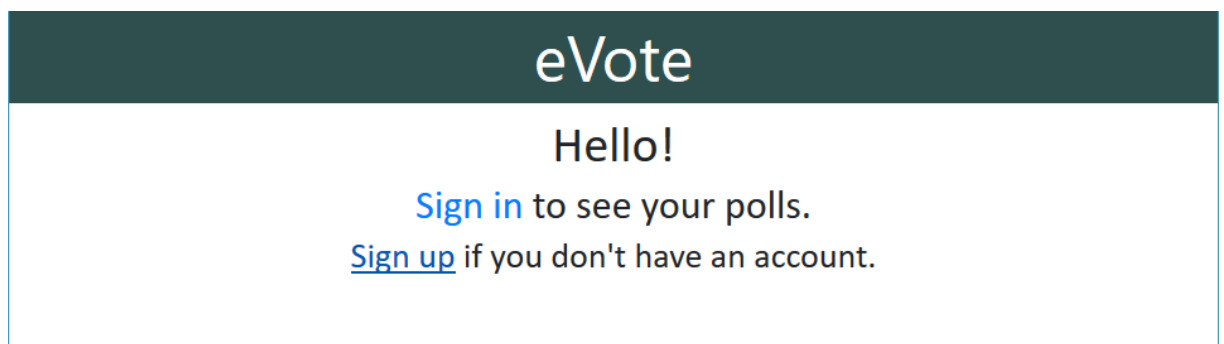 eVote
Hello!
Sign in to see your polls.
Sign up if you don't have an account.